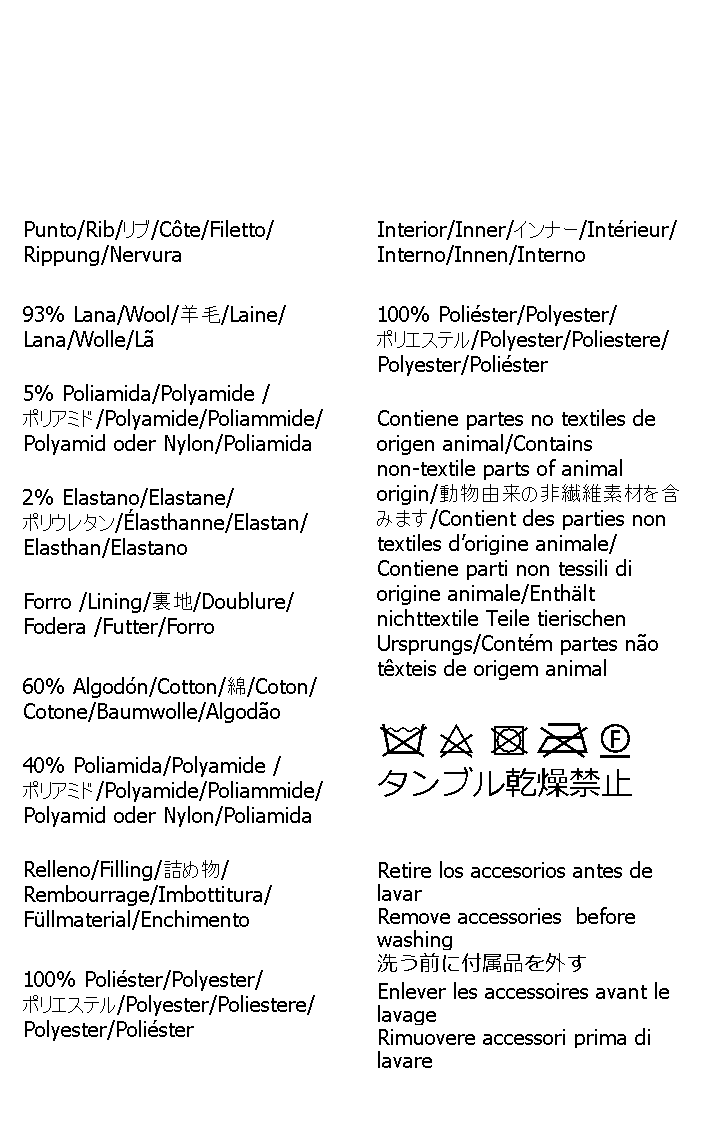 Punto/Rib/リブ/Côte/Filetto/
Rippung/Nervura
93% Lana/Wool/羊毛/Laine/
Lana/Wolle/Lã
5% Poliamida/Polyamide /
ポリアミド/Polyamide/Poliammide/
Polyamid oder Nylon/Poliamida
2% Elastano/Elastane/
ポリウレタン/Élasthanne/Elastan/
Elasthan/Elastano
Forro /Lining/裏地/Doublure/
Fodera /Futter/Forro
60% Algodón/Cotton/綿/Coton/
Cotone/Baumwolle/Algodão
40% Poliamida/Polyamide /
ポリアミド/Polyamide/Poliammide/
Polyamid oder Nylon/Poliamida
Relleno/Filling/詰め物/
Rembourrage/Imbottitura/
Füllmaterial/Enchimento
100% Poliéster/Polyester/
ポリエステル/Polyester/Poliestere/
Polyester/Poliéster
Interior/Inner/インナー/Intérieur/
Interno/Innen/Interno
100% Poliéster/Polyester/
ポリエステル/Polyester/Poliestere/
Polyester/Poliéster
Contiene partes no textiles de
origen animal/Contains
non-textile parts of animal
origin/動物由来の非繊維素材を含
みます/Contient des parties non
textiles d’origine animale/
Contiene parti non tessili di
origine animale/Enthält
nichttextile Teile tierischen
Ursprungs/Contém partes não
têxteis de origem animal
F
タンブル乾燥禁止
Retire los accesorios antes de
lavar
Remove accessories  before
washing
洗う前に付属品を外す
Enlever les accessoires avant le
lavage
Rimuovere accessori prima di
lavare